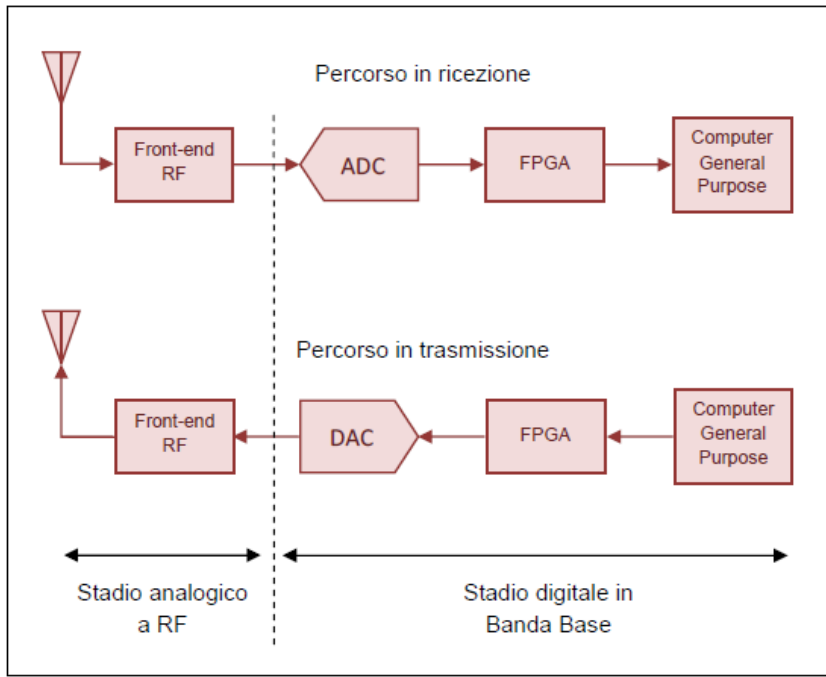 Percorso in ricezione
Front-end
RF
ADC
FPGA
Computer
General
Purpose
Percorso in trasmissione
Front-end
RF
DAC
FPGA
Computer
General
Purpose
Stadio analogico
a RF
Stadio digitale in
Banda Base